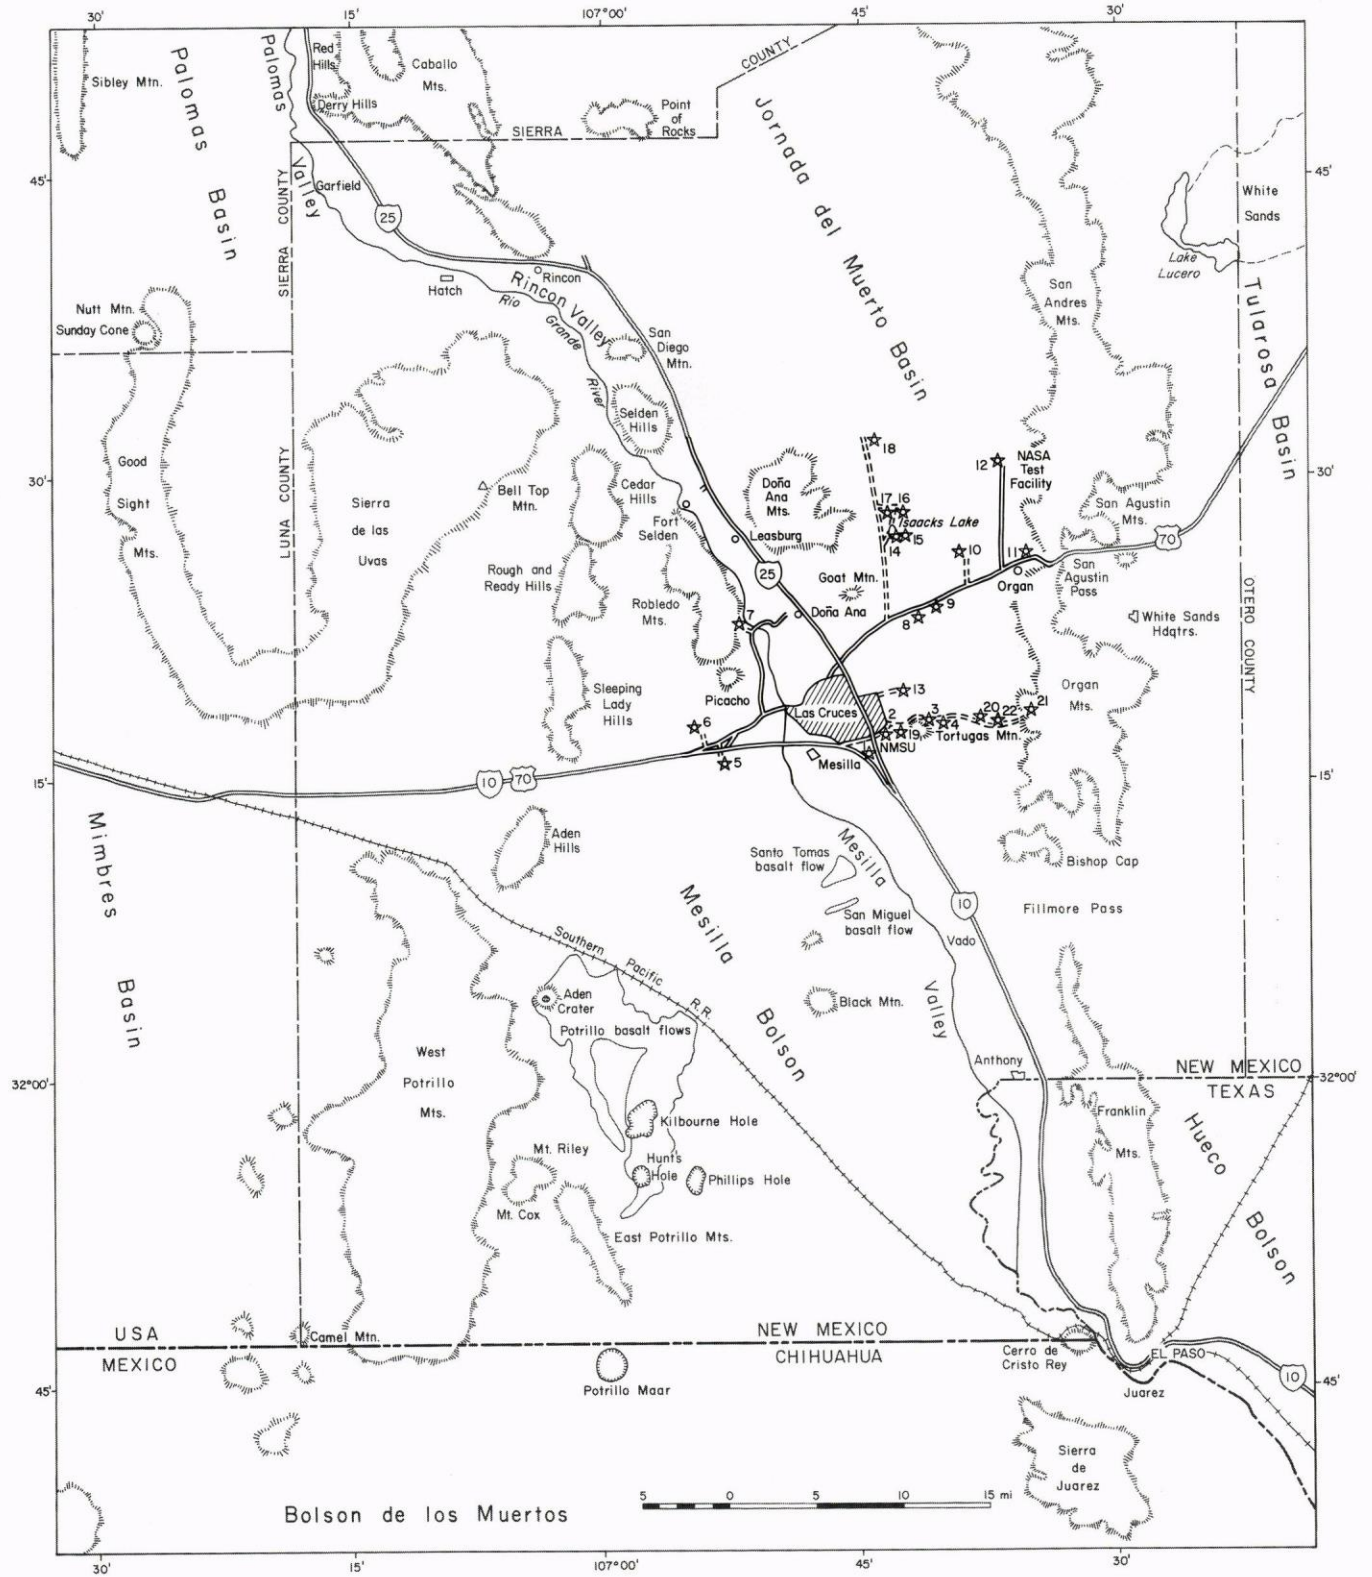 30'
15'
107°00'
45'
30'
Red
Hills
Palomas
Palomas
Basin
Sibley Mtn.
Caballo
Mts.
COUNTY
Derry Hills
Point
of
Rocks
SIERRA
Jornada del Muerto Basin
45'
45'
Valley
Garfield
SIERRA COUNTY
25
White
Sands
Lake
Lucero
Rincon
Hatch
Rincon Valley
Rio
Grande
River
San
Andres
Mts.
Tularosa
Basin
Nutt Mtn.
Sunday Cone
San
Diego
Mtn.
Selden
Hills
18
12
NASA
Test
Facility
Good
Sight
Mts.
LUNA COUNTY
Sierra
de las
Uvas
Bell Top
Mtn.
Cedar
Hills
Doña
Ana
Mts.
30'
30'
17
16
Isaacks Lake
San Agustin
Mts.
Fort
Selden
Leasburg
14
15
10
11
70
Rough and
Ready Hills
25
Goat Mtn.
Organ
San
Agustin
Pass
OTERO COUNTY
Robledo
Mts.
7
Doña Ana
8
9
White Sands
Hdqtrs.
Sleeping
Lady
Hills
Picacho
13
Organ
Mts.
6
Las Cruces
2
3
4
20
22
21
19
Tortugas Mtn.
NMSU
5
Mesilla
15'
15'
10
70
Mimbres
Basin
Aden
Hills
Santo Tomas
basalt flow
Mesilla
Bishop Cap
Mesilla
Bolson
San Miguel
basalt flow
10
Fillmore Pass
Southern
Pacific
R.R.
Vado
Aden
Crater
Black Mtn.
Valley
Potrillo basalt flows
West
Potrillo
Mts.
Anthony
NEW MEXICO
TEXAS
32°00'
32°00'
Kilbourne Hole
Franklin
Mts.
Hueco
Bolson
Mt. Riley
Hunt's
Hole
Phillips Hole
Mt. Cox
East Potrillo Mts.
USA
MEXICO
Camel Mtn.
NEW MEXICO
CHIHUAHUA
Cerro de
Cristo Rey
EL PASO
10
Potrillo Maar
Juarez
45'
45'
Sierra
de
Juarez
5
0
5
10
15 mi
Bolson de los Muertos
30'
15'
107°00'
45'
30'